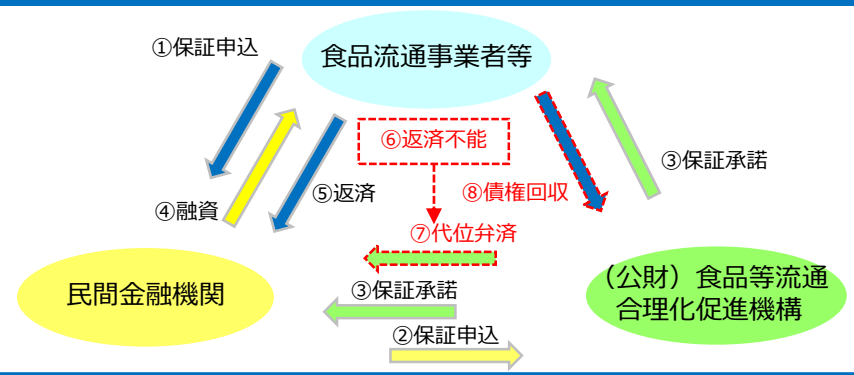 ①保証申込
食品流通事業者等
⑥返済不能
③保証承諾
④融資
⑤返済
⑧債権回収
⑦代位弁済
民間金融機関
（公財）食品等流通
合理化促進機構
③保証承諾
②保証申込